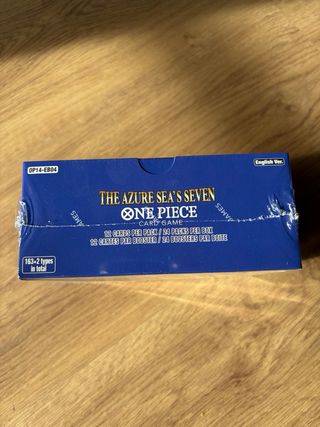 OP14-EB04
English Ver.
THE AZURE SEA'S SEVEN
ONE PIECE
CARD GAME
12 CARDS PER PACK / 24 PACKS PER BOX
12 CARTES PAR BOOSTER / 24 BOOSTERS PAR BOITE
163+2 types
in total